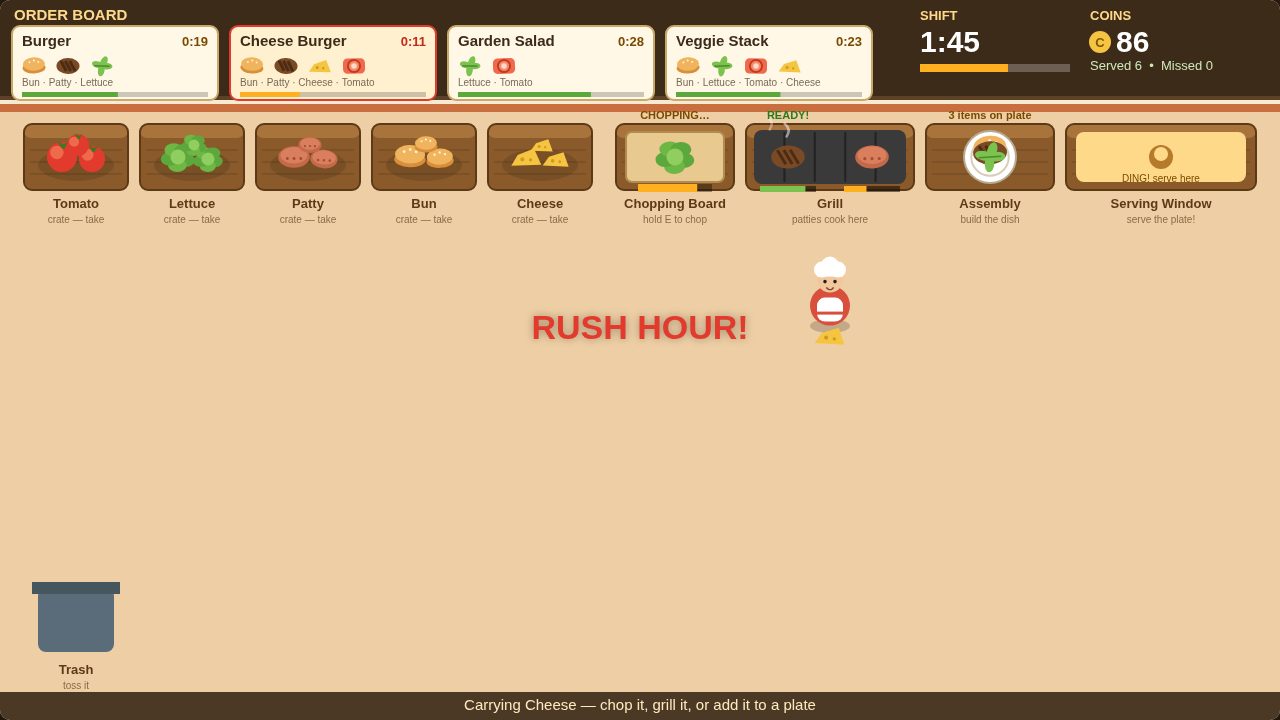 ORDER BOARD
Burger 0:19
Bun · Patty · Lettuce
Cheese Burger 0:11
Bun · Patty · Cheese · Tomato
Garden Salad 0:28
Lettuce · Tomato
Veggie Stack 0:23
Bun · Lettuce · Tomato · Cheese
SHIFT
1:45
COINS
C 86
Served 6 • Missed 0
CHOPPING…
READY!
3 items on plate
DING! serve here
Tomato
crate — take
Lettuce
crate — take
Patty
crate — take
Bun
crate — take
Cheese
crate — take
Chopping Board
hold E to chop
Grill
patties cook here
Assembly
build the dish
Serving Window
serve the plate!
RUSH HOUR!
Trash
toss it
Carrying Cheese — chop it, grill it, or add it to a plate